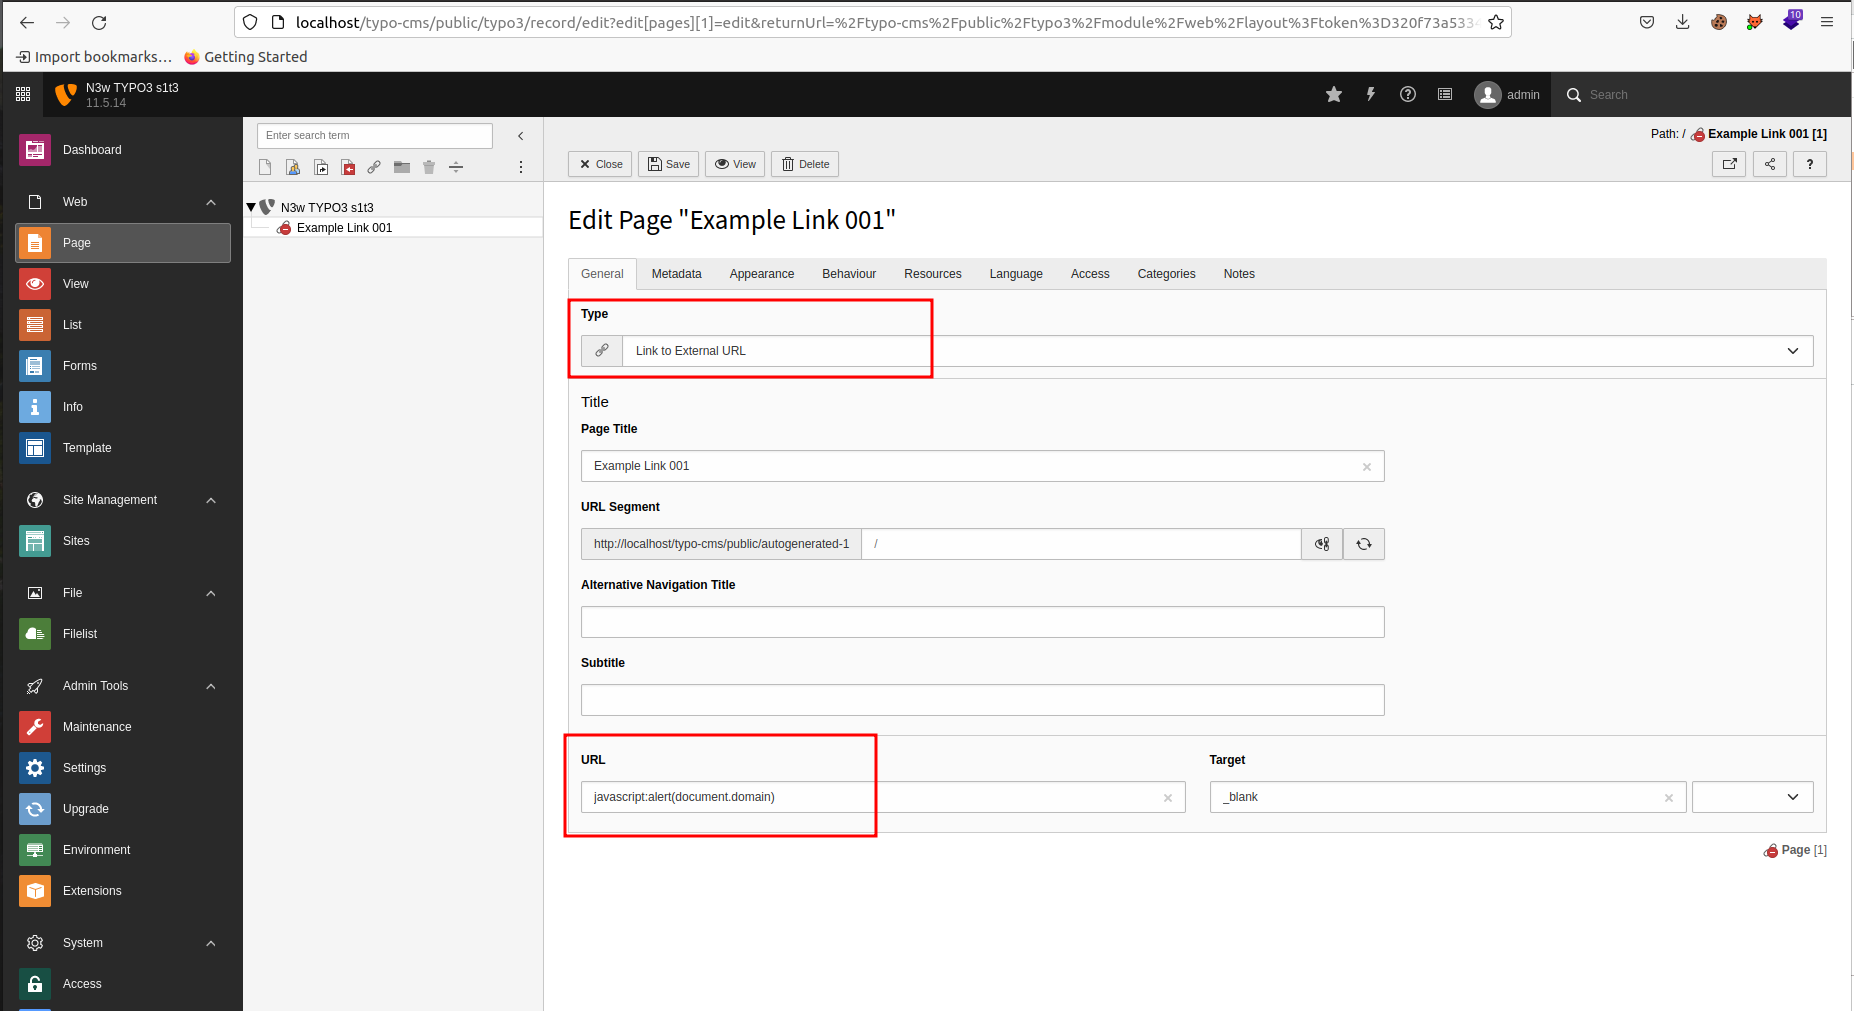 localhost/typo-cms/public/typo3/record/edit?edit[pages][1]=edit&returnUrl=%2Ftypo-cms%2Fpublic%2Ftypo3%2Fmodule%2Fweb%2Flayout%3Ftoken%3D320f73a533
10
Import bookmarks…
Getting Started
N3w TYPO3 s1t3
11.5.14
admin
Search
Dashboard
Web
Page
View
List
Forms
Info
Template
Site Management
Sites
File
Filelist
Admin Tools
Maintenance
Settings
Upgrade
Environment
Extensions
System
Access
Enter search term
N3w TYPO3 s1t3
Example Link 001
Path: / Example Link 001 [1]
Close
Save
View
Delete
?
Edit Page "Example Link 001"
General
Metadata
Appearance
Behaviour
Resources
Language
Access
Categories
Notes
Type
Link to External URL
Title
Page Title
Example Link 001
URL Segment
http://localhost/typo-cms/public/autogenerated-1
/
Alternative Navigation Title
Subtitle
URL
javascript:alert(document.domain)
Target
_blank
Page [1]